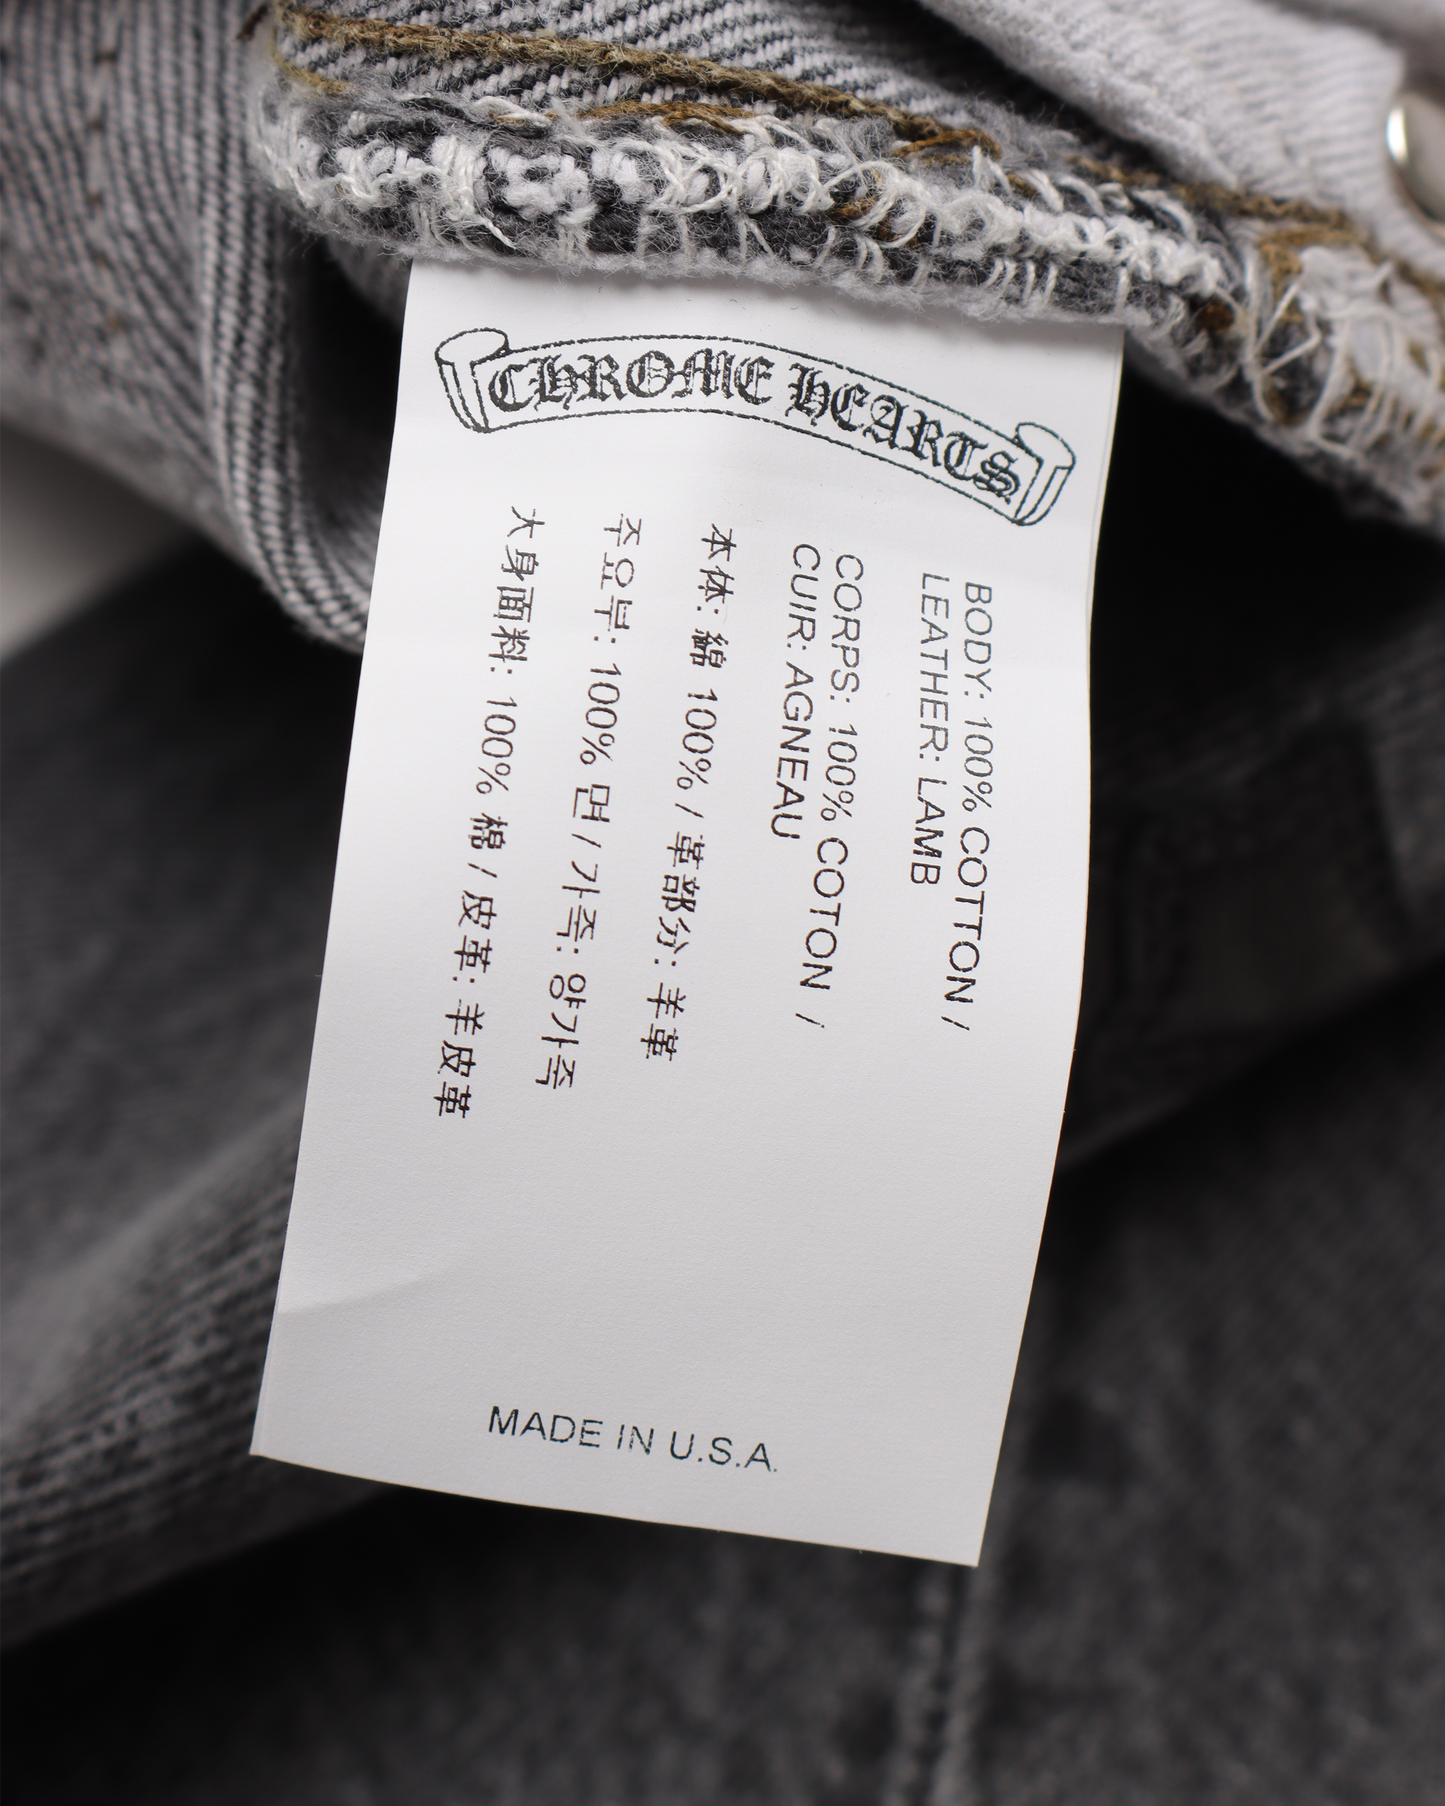 CHROME HEARTS
BODY: 100% COTTON /
LEATHER: LAMB
CORPS: 100% COTON /
CUIR: AGNEAU
本体: 綿 100% / 革部分: 羊革
주요부: 100% 면 / 가죽: 양가죽
大身面料: 100% 棉 / 皮革: 羊皮革
MADE IN U.S.A.